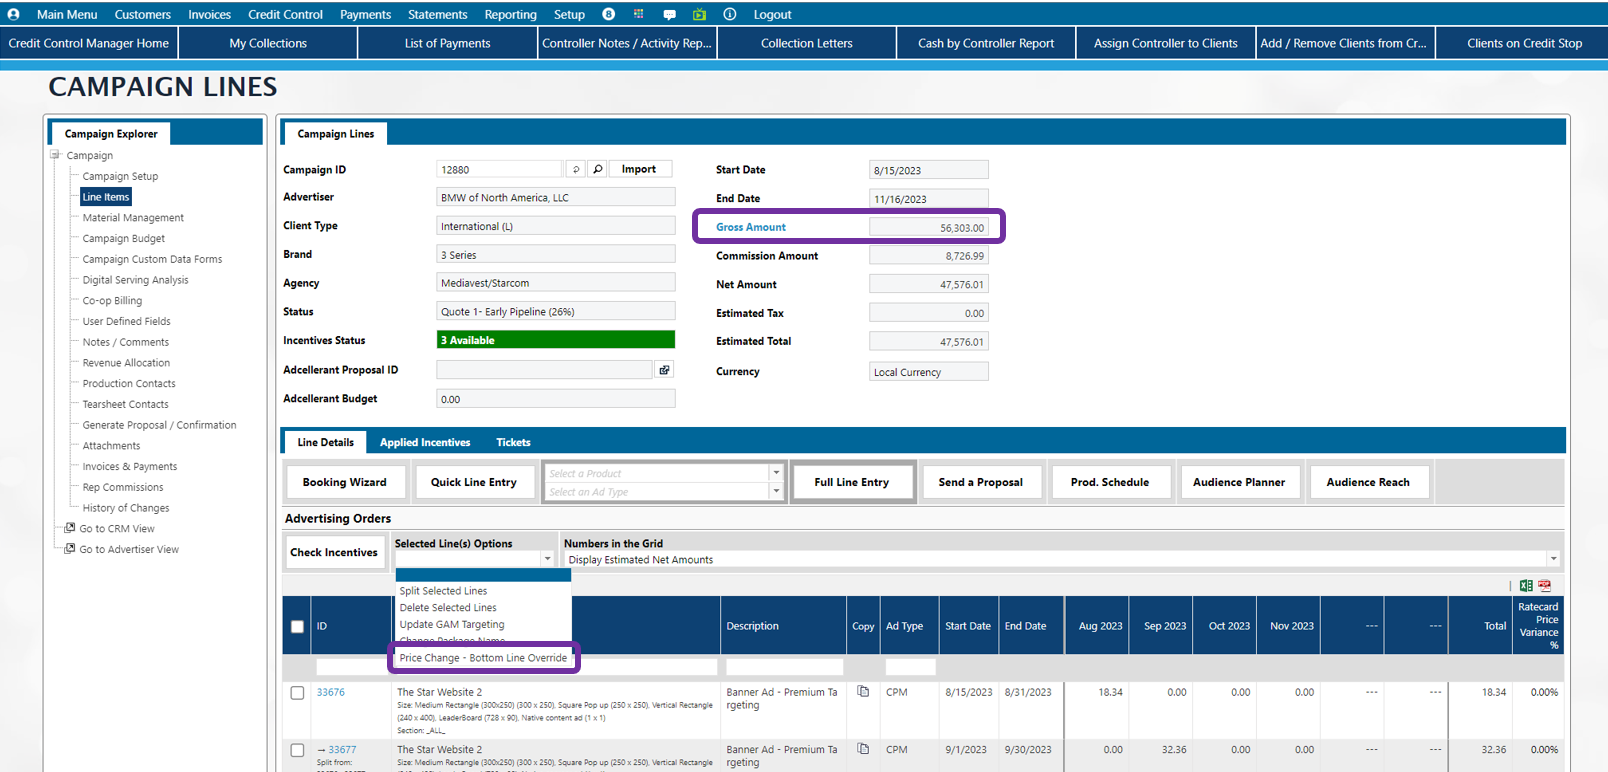 Main Menu Customers Invoices Credit Control Payments Statements Reporting Setup 8 Logout
Credit Control Manager Home My Collections List of Payments Controller Notes / Activity Rep... Collection Letters Cash by Controller Report Assign Controller to Clients Add / Remove Clients from Cr... Clients on Credit Stop
CAMPAIGN LINES
Campaign Explorer
Campaign
Campaign Setup
Line Items
Material Management
Campaign Budget
Campaign Custom Data Forms
Digital Serving Analysis
Co-op Billing
User Defined Fields
Notes / Comments
Revenue Allocation
Production Contacts
Tearsheet Contacts
Generate Proposal / Confirmation
Attachments
Invoices & Payments
Rep Commissions
History of Changes
Go to CRM View
Go to Advertiser View
Campaign Lines
Campaign ID 12880 Import
Advertiser BMW of North America, LLC
Client Type International (L)
Brand 3 Series
Agency Mediavest/Starcom
Status Quote 1- Early Pipeline (26%)
Incentives Status 3 Available
Adcellerant Proposal ID
Adcellerant Budget 0.00
Start Date 8/15/2023
End Date 11/16/2023
Gross Amount 56,303.00
Commission Amount 8,726.99
Net Amount 47,576.01
Estimated Tax 0.00
Estimated Total 47,576.01
Currency Local Currency
Line Details Applied Incentives Tickets
Booking Wizard Quick Line Entry Select a Product Full Line Entry Send a Proposal Prod. Schedule Audience Planner Audience Reach
Select an Ad Type
Advertising Orders
Check Incentives Selected Line(s) Options Numbers in the Grid
Display Estimated Net Amounts
Split Selected Lines
Delete Selected Lines
Update GAM Targeting
Change Package Name
Price Change - Bottom Line Override
ID Description Copy Ad Type Start Date End Date Aug 2023 Sep 2023 Oct 2023 Nov 2023 --- --- Total Ratecard Price Variance %
33676 The Star Website 2 Banner Ad - Premium Ta CPM 8/15/2023 8/31/2023 18.34 0.00 0.00 0.00 --- --- 18.34 0.00%
Size: Medium Rectangle (300x250) (300 x 250), Square Pop up (250 x 250), Vertical Rectangle rgeting
(240 x 400), LeaderBoard (728 x 90), Native content ad (1 x 1)
Section: _ALL_
→ 33677 The Star Website 2 Banner Ad - Premium Ta CPM 9/1/2023 9/30/2023 0.00 32.36 0.00 0.00 --- --- 32.36 0.00%
Split from: Size: Medium Rectangle (300x250) (300 x 250), Square Pop up (250 x 250), Vertical Rectangle rgeting